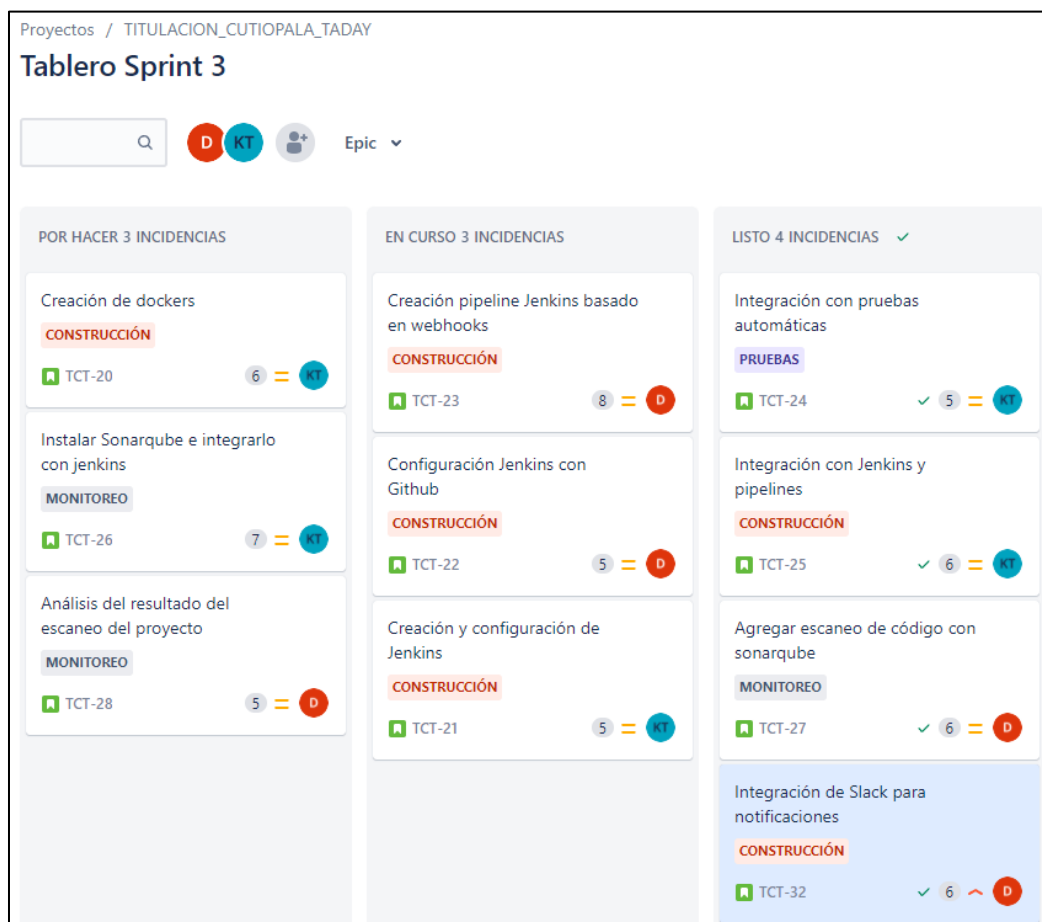 Proyectos / TITULACION_CUTIOPALA_TADAY
Tablero Sprint 3
D KT Epic
POR HACER 3 INCIDENCIAS
Creación de dockers
CONSTRUCCIÓN
TCT-20 6 KT
Instalar Sonarqube e integrarlo
con jenkins
MONITOREO
TCT-26 7 KT
Análisis del resultado del
escaneo del proyecto
MONITOREO
TCT-28 5 D
EN CURSO 3 INCIDENCIAS
Creación pipeline Jenkins basado
en webhooks
CONSTRUCCIÓN
TCT-23 8 D
Configuración Jenkins con
Github
CONSTRUCCIÓN
TCT-22 5 D
Creación y configuración de
Jenkins
CONSTRUCCIÓN
TCT-21 5 KT
LISTO 4 INCIDENCIAS
Integración con pruebas
automáticas
PRUEBAS
TCT-24 5 KT
Integración con Jenkins y
pipelines
CONSTRUCCIÓN
TCT-25 6 KT
Agregar escaneo de código con
sonarqube
MONITOREO
TCT-27 6 D
Integración de Slack para
notificaciones
CONSTRUCCIÓN
TCT-32 6 D